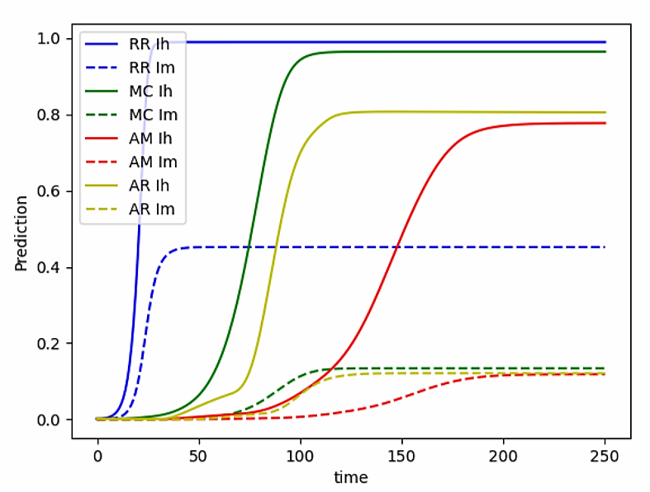 1.0
0.8
0.6
0.4
0.2
0.0
Prediction
RR Ih
RR Im
MC Ih
MC Im
AM Ih
AM Im
AR Ih
AR Im
0 50 100 150 200 250
time